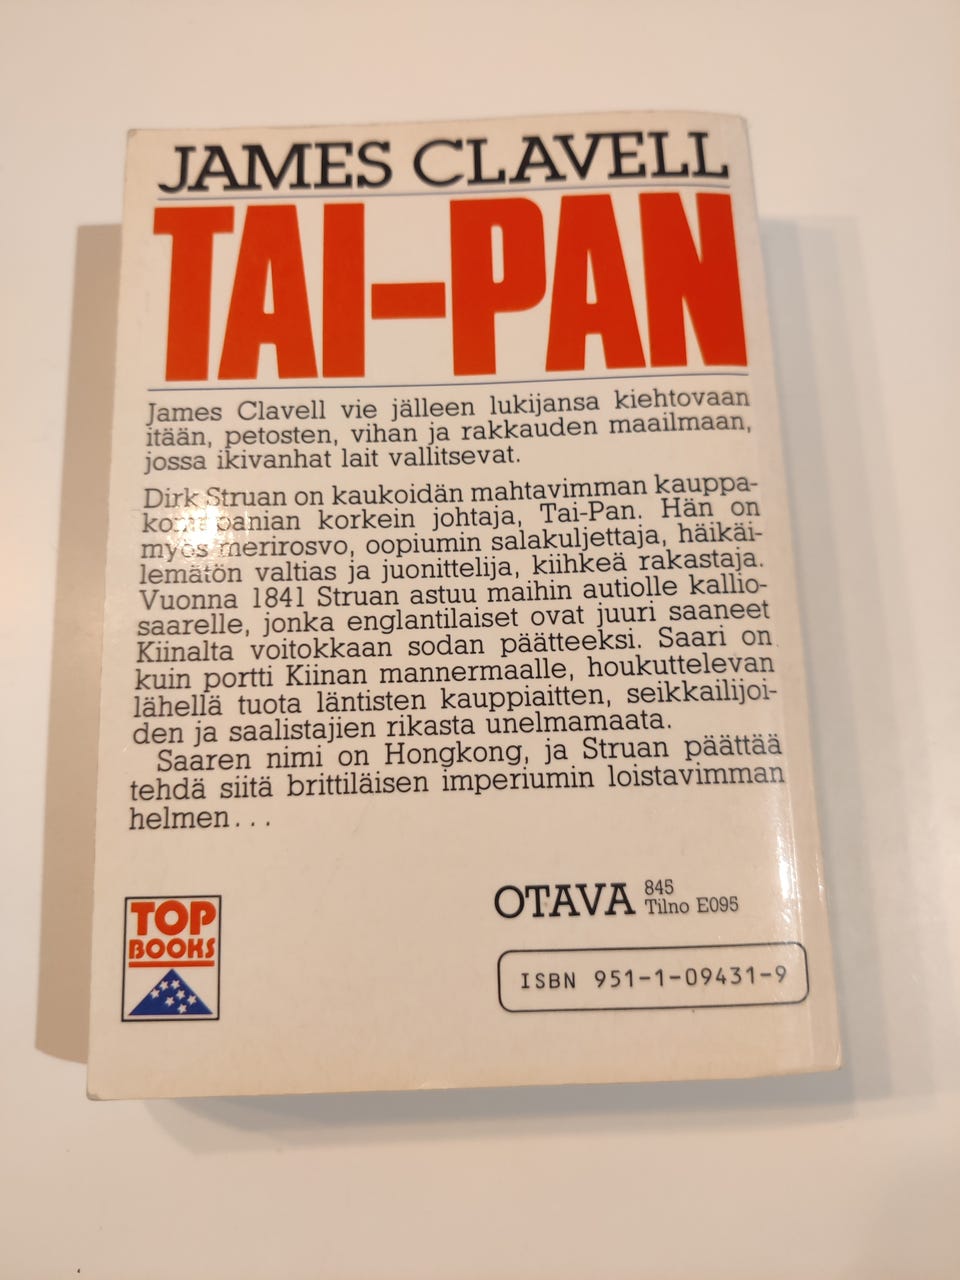 JAMES CLAVELL
TAI-PAN
James Clavell vie jälleen lukijansa kiehtovaan
itään, petosten, vihan ja rakkauden maailmaan,
jossa ikivanhat lait vallitsevat.
Dirk Struan on kaukoidän mahtavimman kauppa-
komppanian korkein johtaja, Tai-Pan. Hän on
myös merirosvo, oopiumin salakuljettaja, häikäi-
lemätön valtias ja juonittelija, kiihkeä rakastaja.
Vuonna 1841 Struan astuu maihin autiolle kallio-
saarelle, jonka englantilaiset ovat juuri saaneet
Kiinalta voitokkaan sodan päätteeksi. Saari on
kuin portti Kiinan mannermaalle, houkuttelevan
lähellä tuota läntisten kauppiaitten, seikkailijoi-
den ja saalistajien rikasta unelmamaata.
Saaren nimi on Hongkong, ja Struan päättää
tehdä siitä brittiläisen imperiumin loistavimman
helmen...
OTAVA 845
Tilno E095
TOP
BOOKS
ISBN 951-1-09431-9